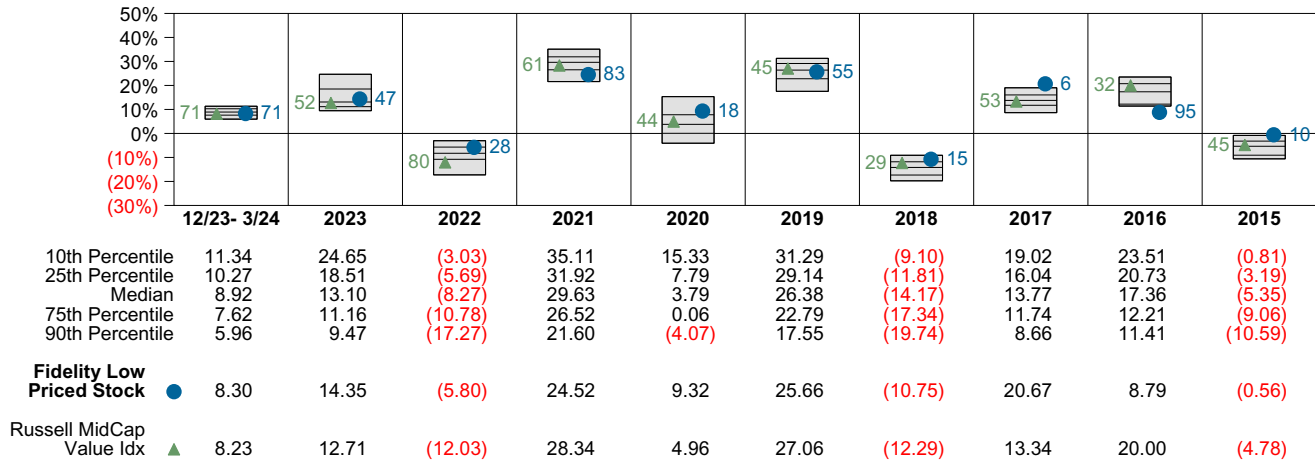 50%
40%
30%
20%
10%
0%
(10%)
(20%)
(30%)
71 71
52 47
80 28
61 83
44 18
45 55
29 15
53 6
32 95
45 10
12/23- 3/24 2023 2022 2021 2020 2019 2018 2017 2016 2015
10th Percentile 11.34 24.65 (3.03) 35.11 15.33 31.29 (9.10) 19.02 23.51 (0.81)
25th Percentile 10.27 18.51 (5.69) 31.92 7.79 29.14 (11.81) 16.04 20.73 (3.19)
Median 8.92 13.10 (8.27) 29.63 3.79 26.38 (14.17) 13.77 17.36 (5.35)
75th Percentile 7.62 11.16 (10.78) 26.52 0.06 22.79 (17.34) 11.74 12.21 (9.06)
90th Percentile 5.96 9.47 (17.27) 21.60 (4.07) 17.55 (19.74) 8.66 11.41 (10.59)
Fidelity Low
Priced Stock 8.30 14.35 (5.80) 24.52 9.32 25.66 (10.75) 20.67 8.79 (0.56)
Russell MidCap
Value Idx 8.23 12.71 (12.03) 28.34 4.96 27.06 (12.29) 13.34 20.00 (4.78)